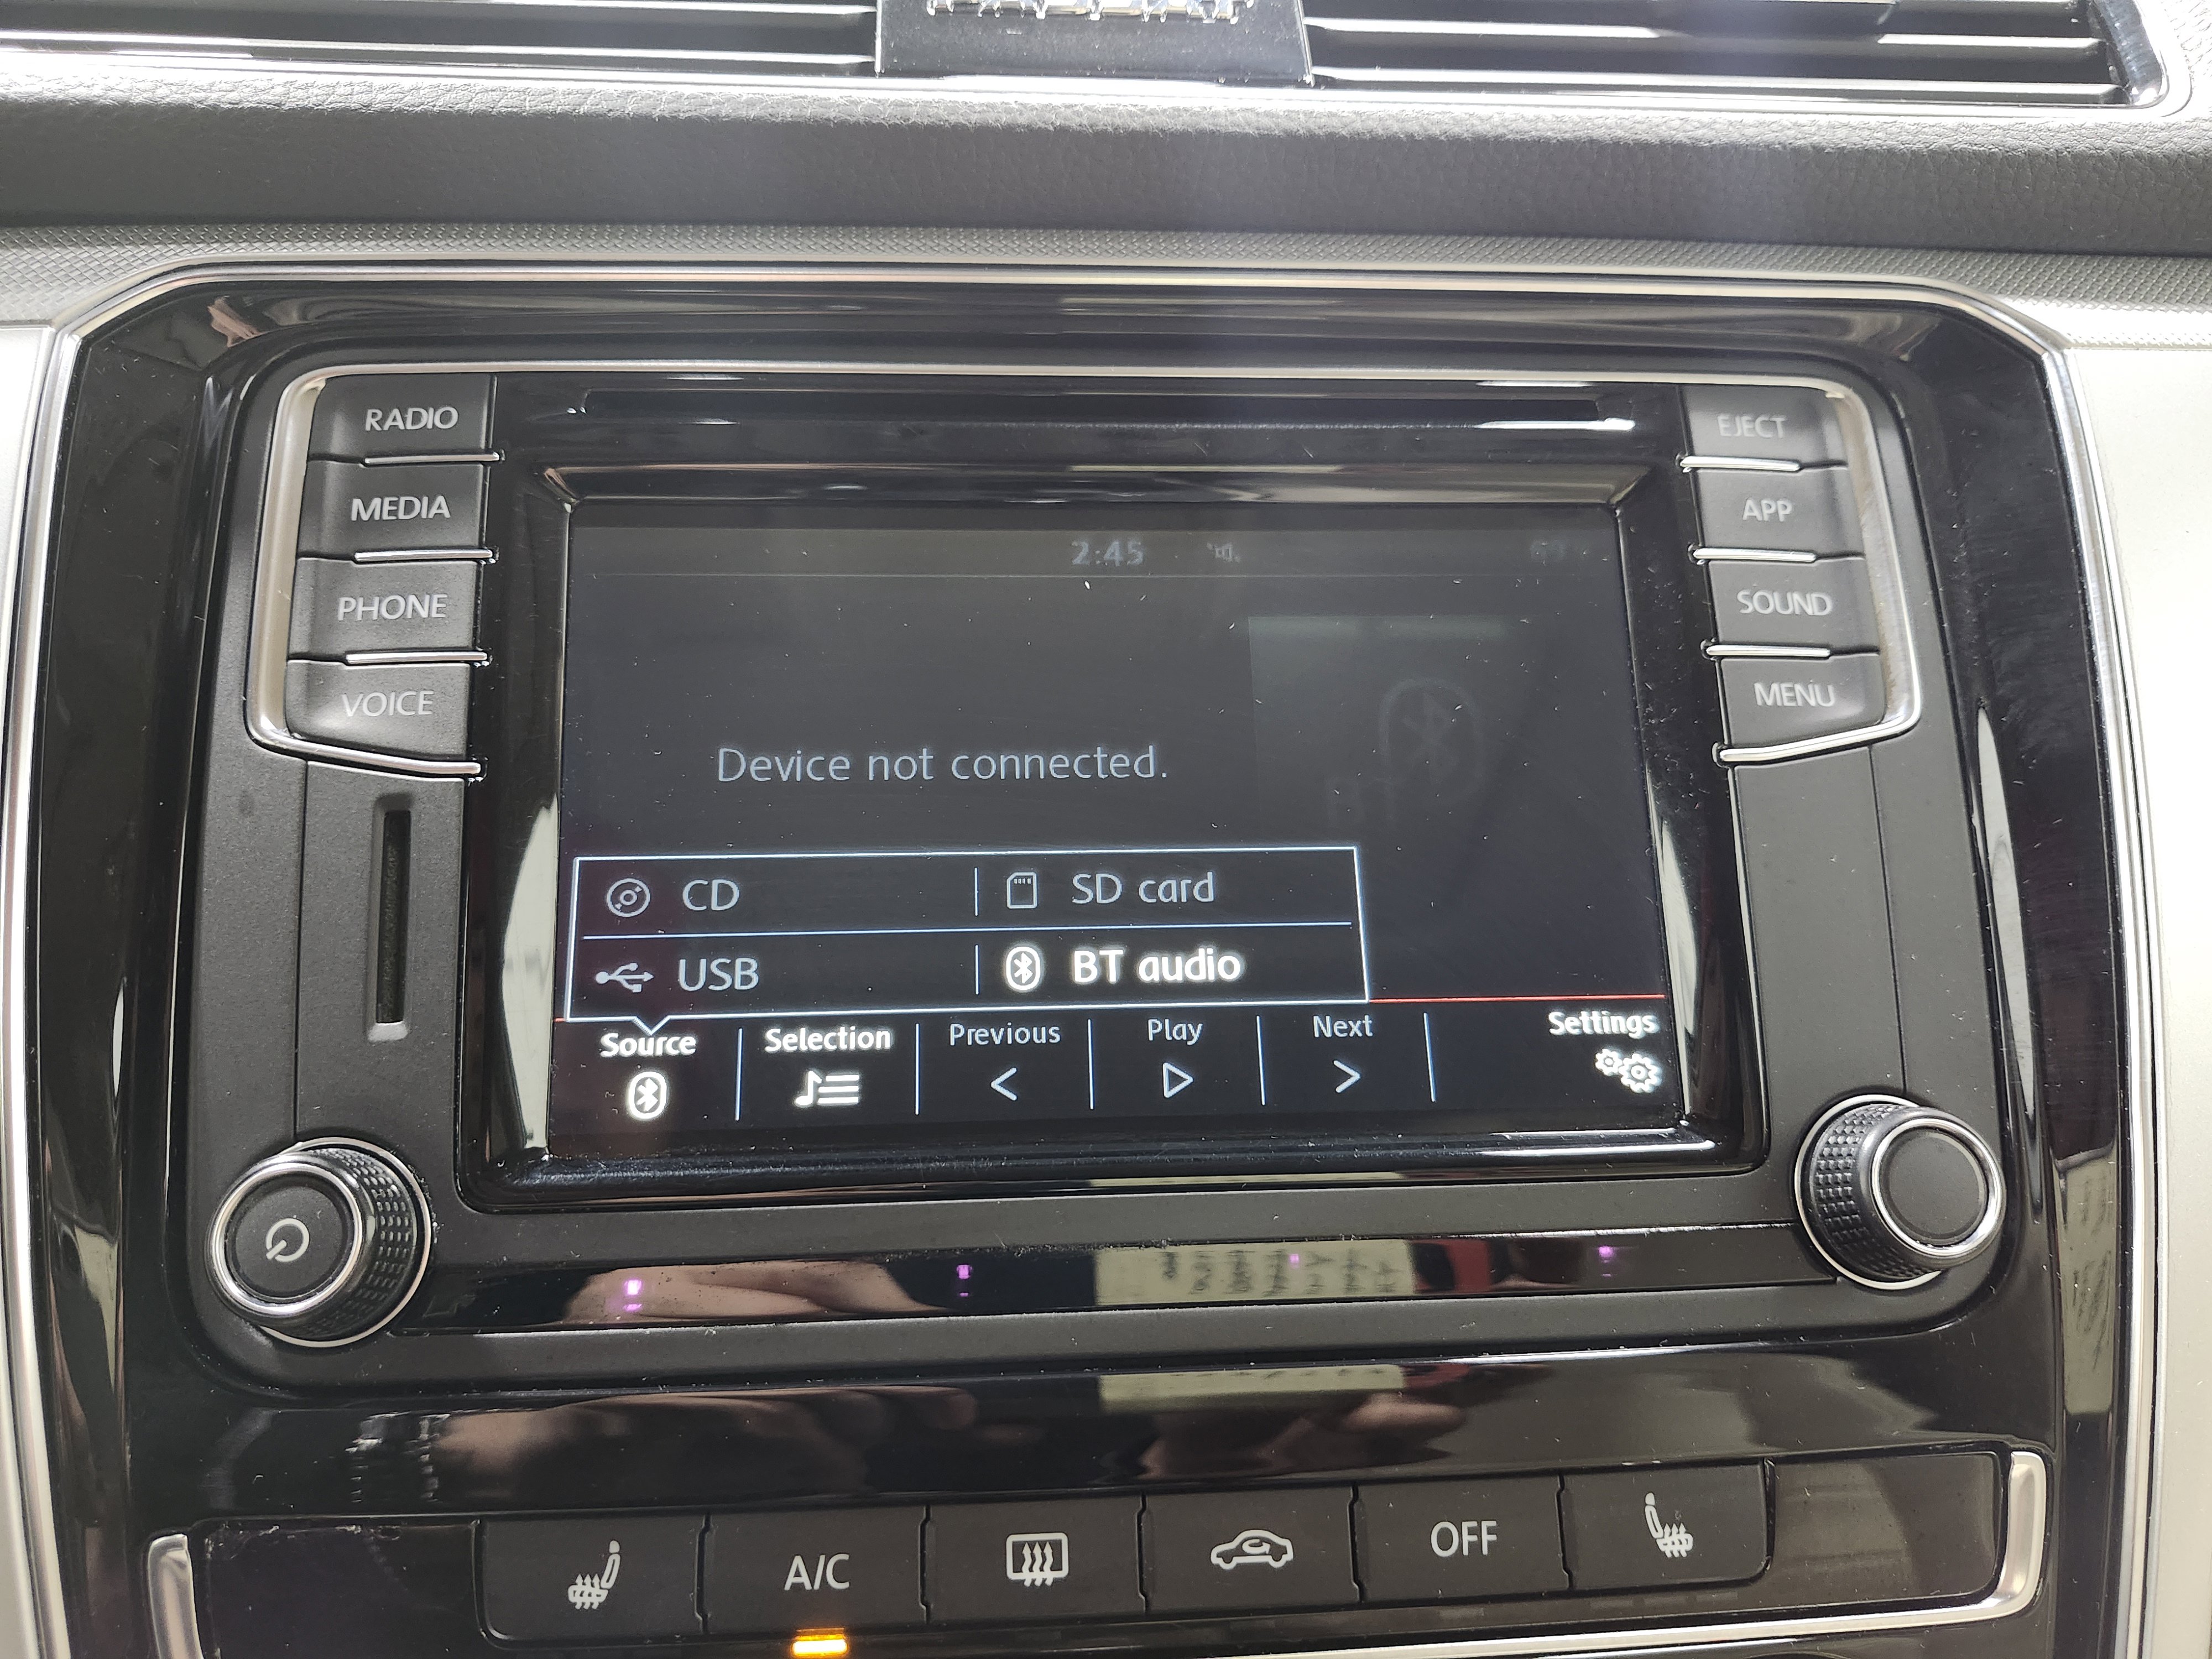 RADIO
MEDIA
PHONE
VOICE
EJECT
APP
SOUND
MENU
2:45
Device not connected.
CD
SD card
USB
BT audio
Source
Selection
Previous
Play
Next
Settings
A/C
OFF